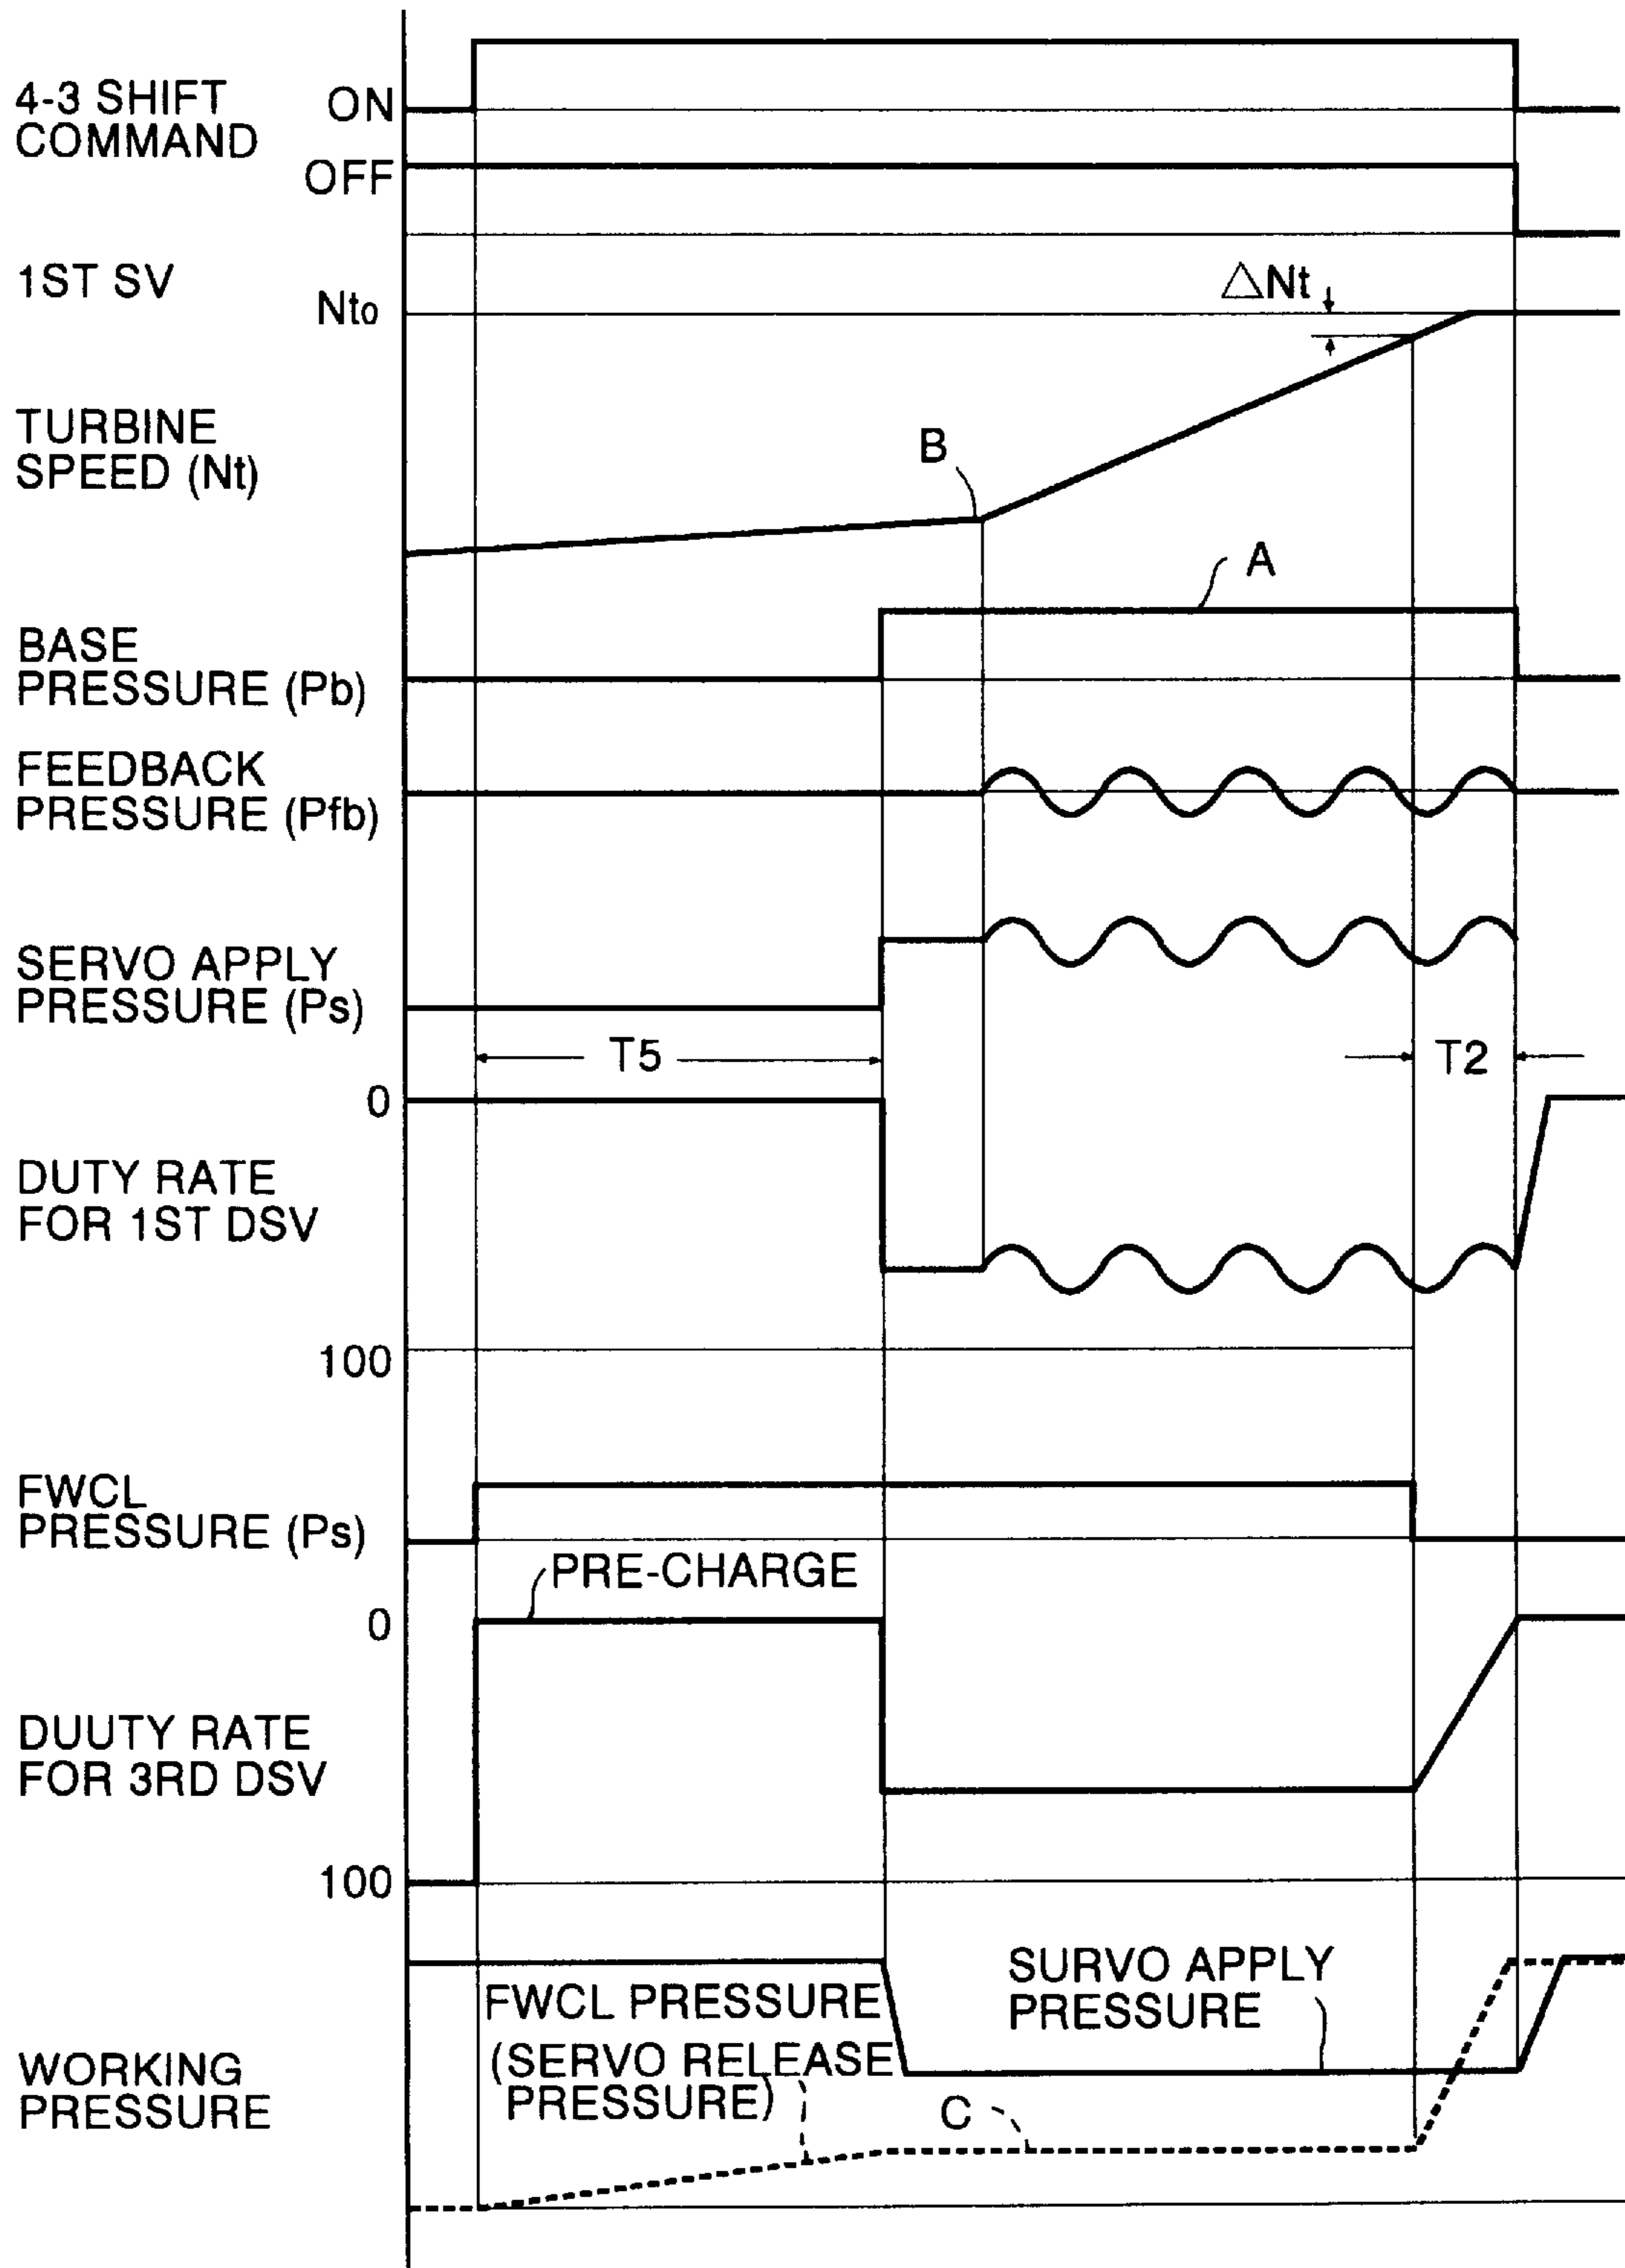 4-3 SHIFT
COMMAND
ON
OFF
1ST SV
Nt0
△Nt
TURBINE
SPEED (Nt)
B
A
BASE
PRESSURE (Pb)
FEEDBACK
PRESSURE (Pfb)
SERVO APPLY
PRESSURE (Ps)
T5
T2
0
DUTY RATE
FOR 1ST DSV
100
FWCL
PRESSURE (Ps)
PRE-CHARGE
0
DUUTY RATE
FOR 3RD DSV
100
SURVO APPLY
PRESSURE
FWCL PRESSURE
(SERVO RELEASE
PRESSURE)
C
WORKING
PRESSURE